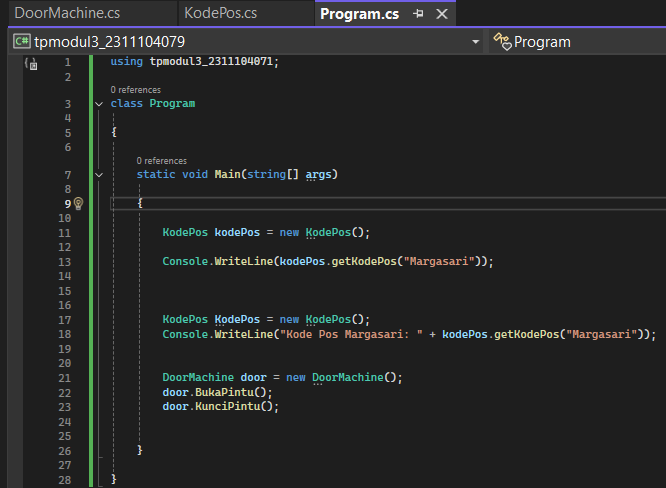 DoorMachine.cs KodePos.cs Program.cs
C# tpmodul3_2311104079 Program
1 using tpmodul3_2311104071;
2
0 references
3 class Program
4
5 {
6
0 references
7 static void Main(string[] args)
8
9 {
10
11 KodePos kodePos = new KodePos();
12
13 Console.WriteLine(kodePos.getKodePos("Margasari"));
14
15
16
17 KodePos KodePos = new KodePos();
18 Console.WriteLine("Kode Pos Margasari: " + kodePos.getKodePos("Margasari"));
19
20
21 DoorMachine door = new DoorMachine();
22 door.BukaPintu();
23 door.KunciPintu();
24
25
26 }
27
28 }